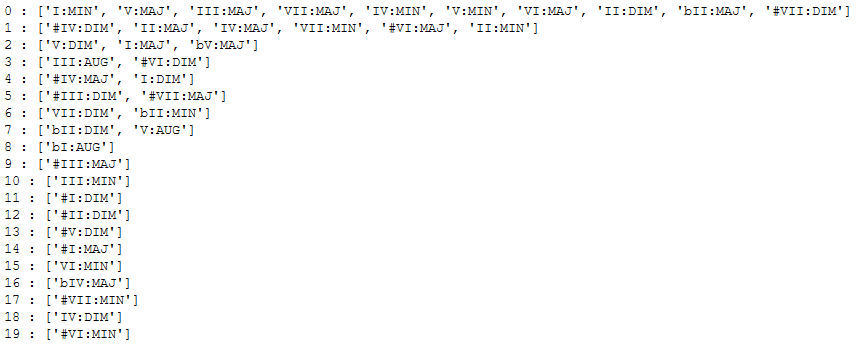 0 : ['I:MIN', 'V:MAJ', 'III:MAJ', 'VII:MAJ', 'IV:MIN', 'V:MIN', 'VI:MAJ', 'II:DIM', 'bII:MAJ', '#VII:DIM']
1 : ['#IV:DIM', 'II:MAJ', 'IV:MAJ', 'VII:MIN', '#VI:MAJ', 'II:MIN']
2 : ['V:DIM', 'I:MAJ', 'bV:MAJ']
3 : ['III:AUG', '#VI:DIM']
4 : ['#IV:MAJ', 'I:DIM']
5 : ['#III:DIM', '#VII:MAJ']
6 : ['VII:DIM', 'bII:MIN']
7 : ['bII:DIM', 'V:AUG']
8 : ['bI:AUG']
9 : ['#III:MAJ']
10 : ['III:MIN']
11 : ['#I:DIM']
12 : ['#II:DIM']
13 : ['#V:DIM']
14 : ['#I:MAJ']
15 : ['VI:MIN']
16 : ['bIV:MAJ']
17 : ['#VII:MIN']
18 : ['IV:DIM']
19 : ['#VI:MIN']